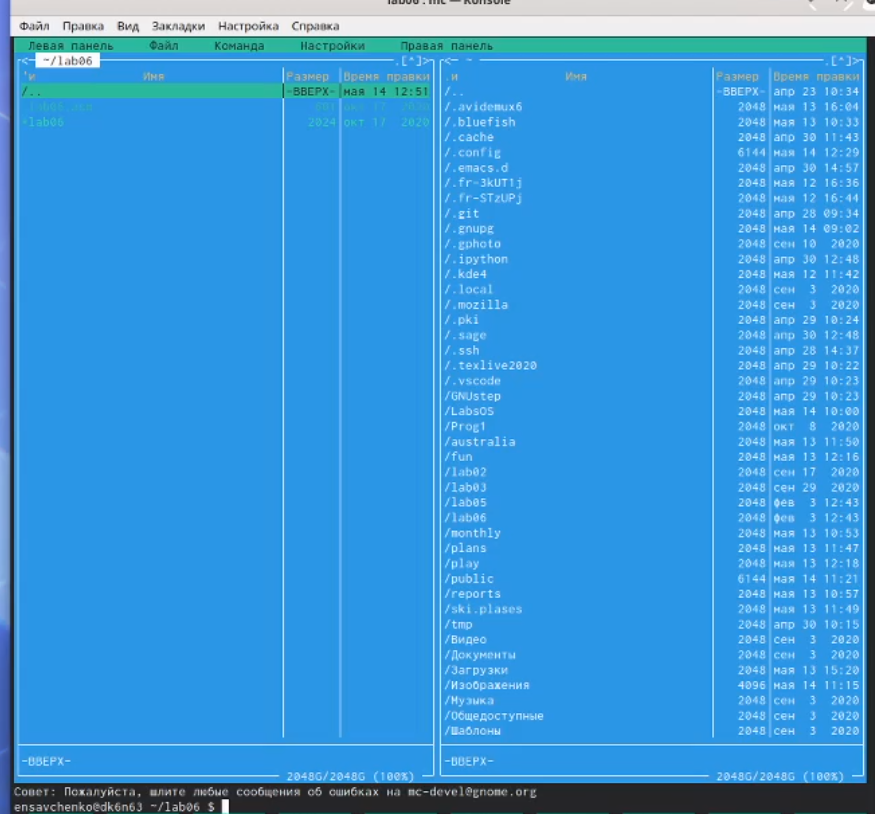 lab06 : mc — Konsole
Файл Правка Вид Закладки Настройка Справка
Левая панель Файл Команда Настройки Правая панель
<— ~/lab06 .[^]>
'и Имя Размер Время правки
/.. -ВВЕРХ- мая 14 12:51
*lab06 2024 окт 17 2020
-ВВЕРХ-
2048G/2048G (100%)
<— ~ .[^]>
.и Имя Размер Время правки
/.. -ВВЕРХ- апр 23 10:34
/.avidemux6 2048 мая 13 16:04
/.bluefish 2048 мая 13 10:33
/.cache 2048 апр 30 11:43
/.config 6144 мая 14 12:29
/.emacs.d 2048 апр 30 14:57
/.fr-3kUT1j 2048 мая 12 16:36
/.fr-STzUPj 2048 мая 12 16:44
/.git 2048 апр 28 09:34
/.gnupg 2048 мая 14 09:02
/.gphoto 2048 сен 10 2020
/.ipython 2048 апр 30 12:48
/.kde4 2048 мая 12 11:42
/.local 2048 сен 3 2020
/.mozilla 2048 сен 3 2020
/.pki 2048 апр 29 10:24
/.sage 2048 апр 30 12:48
/.ssh 2048 апр 28 14:37
/.texlive2020 2048 апр 29 10:22
/.vscode 2048 апр 29 10:23
/GNUstep 2048 апр 29 10:23
/LabsOS 2048 мая 14 10:00
/Prog1 2048 окт 8 2020
/australia 2048 мая 13 11:50
/fun 2048 мая 13 12:16
/lab02 2048 сен 17 2020
/lab03 2048 сен 29 2020
/lab05 2048 фев 3 12:43
/lab06 2048 фев 3 12:43
/monthly 2048 мая 13 10:53
/plans 2048 мая 13 11:47
/play 2048 мая 13 12:18
/public 6144 мая 14 11:21
/reports 2048 мая 13 10:57
/ski.plases 2048 мая 13 11:49
/tmp 2048 апр 30 10:15
/Видео 2048 сен 3 2020
/Документы 2048 сен 3 2020
/Загрузки 2048 мая 13 15:20
/Изображения 4096 мая 14 11:15
/Музыка 2048 сен 3 2020
/Общедоступные 2048 сен 3 2020
/Шаблоны 2048 сен 3 2020
-ВВЕРХ-
2048G/2048G (100%)
Совет: Пожалуйста, шлите любые сообщения об ошибках на mc-devel@gnome.org
ensavchenko@dk6n63 ~/lab06 $